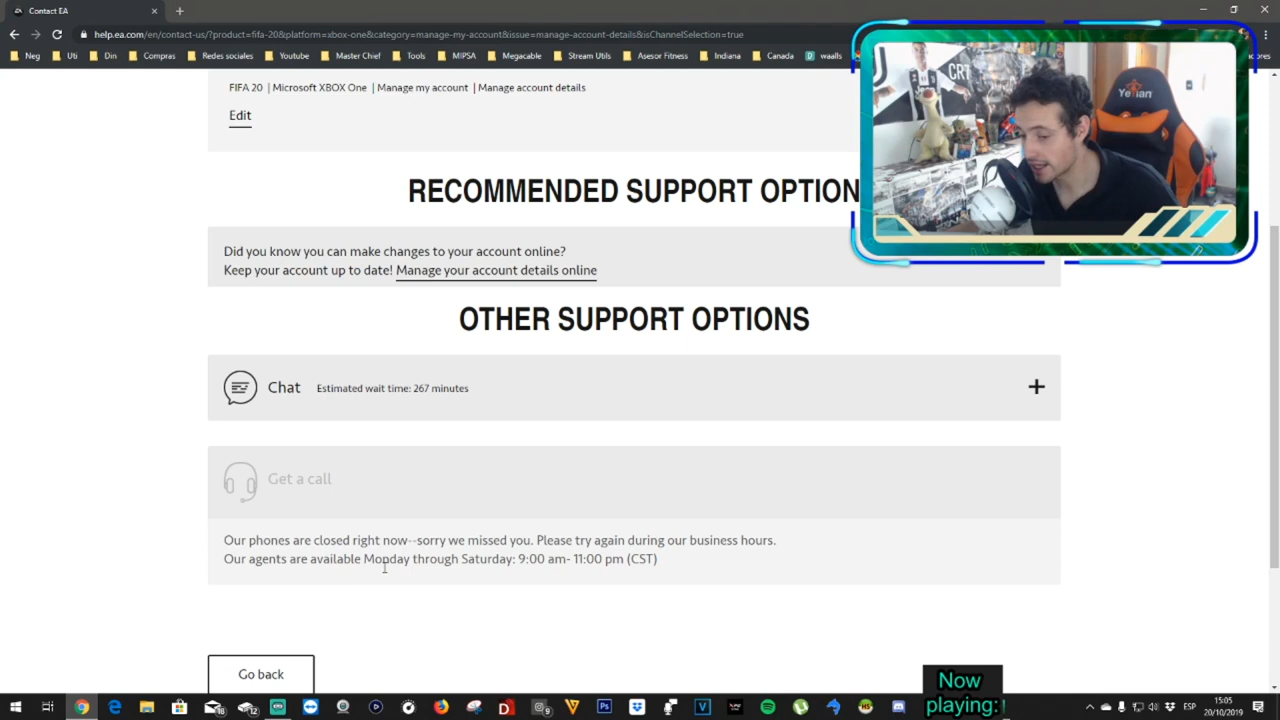 Contact EA
help.ea.com/en/contact-us/?product=fifa-20&platform=xbox-one&category=manage-my-account&issue=manage-account-details&isChannelSelection=true
Neg Uti Din Compras Redes sociales Youtube Master Chief Tools MIPSA Megacable Stream Utils Asesor Fitness Indiana Canada waalls
FIFA 20 | Microsoft XBOX One | Manage my account | Manage account details
Edit
RECOMMENDED SUPPORT OPTION
Did you know you can make changes to your account online?
Keep your account up to date! Manage your account details online
OTHER SUPPORT OPTIONS
Chat Estimated wait time: 267 minutes +
Get a call
Our phones are closed right now--sorry we missed you. Please try again during our business hours.
Our agents are available Monday through Saturday: 9:00 am- 11:00 pm (CST)
Go back
Now
playing:
ESP
15:05
20/10/2019
CR7
Yeyian